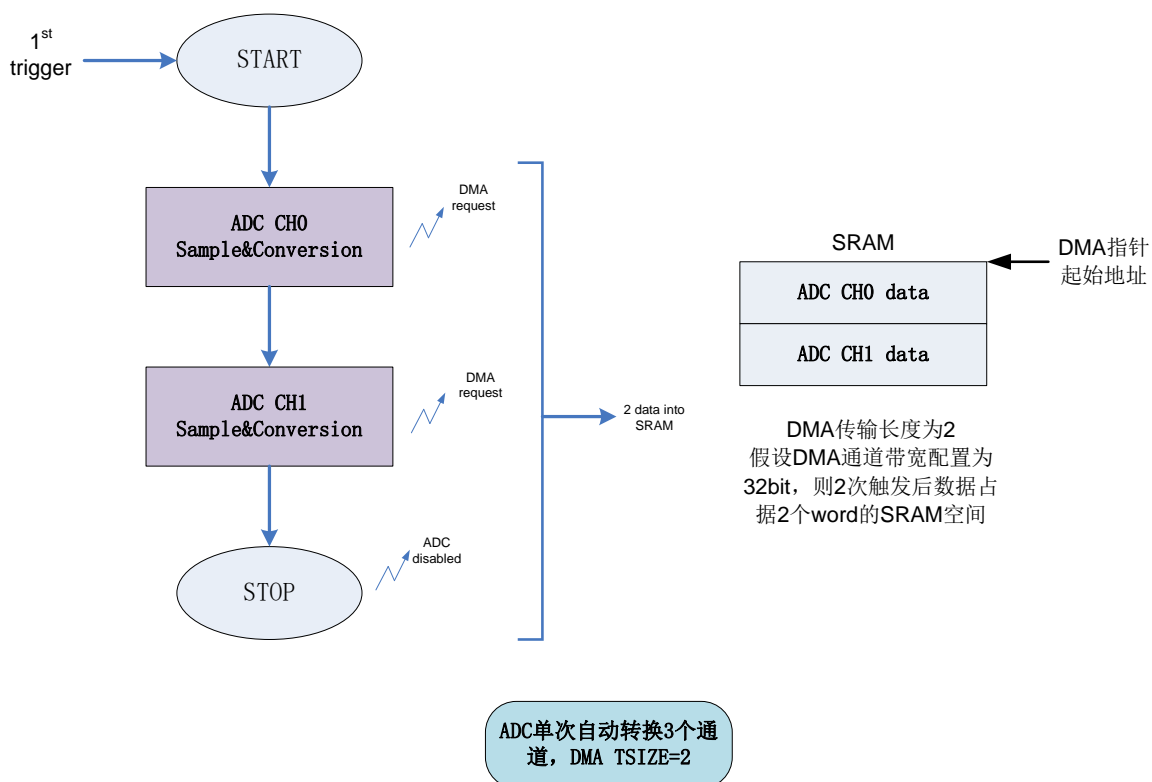 1st
trigger
START
ADC CH0
Sample&Conversion
DMA
request
ADC CH1
Sample&Conversion
DMA
request
STOP
ADC
disabled
2 data into
SRAM
SRAM
ADC CH0 data
ADC CH1 data
DMA指针
起始地址
DMA传输长度为2
假设DMA通道带宽配置为
32bit，则2次触发后数据占
据2个word的SRAM空间
ADC单次自动转换3个通
道，DMA TSIZE=2